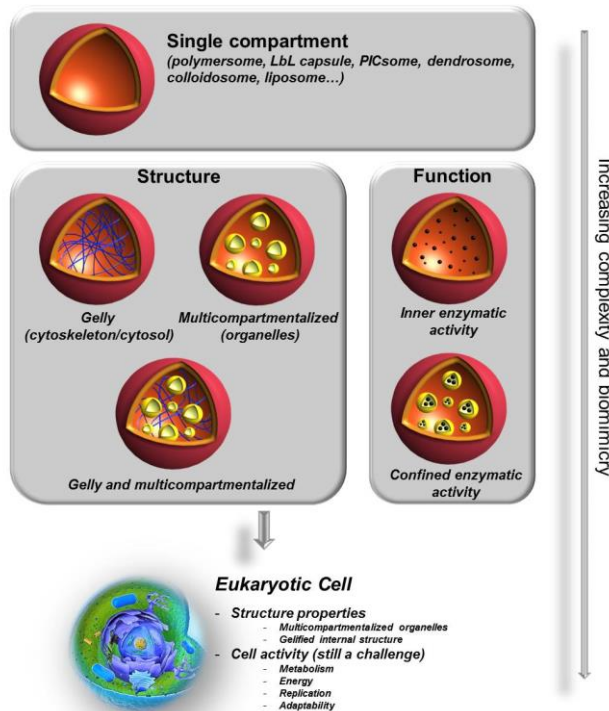 Single compartment
(polymersome, LbL capsule, PICsome, dendrosome,
colloidosome, liposome…)
Structure
Gelly
(cytoskeleton/cytosol)
Multicompartmentalized
(organelles)
Gelly and multicompartmentalized
Function
Inner enzymatic
activity
Confined enzymatic
activity
Increasing complexity and biomimicry
Eukaryotic Cell
- Structure properties
- Multicompartmentalized organelles
- Gelified internal structure
- Cell activity (still a challenge)
- Metabolism
- Energy
- Replication
- Adaptability